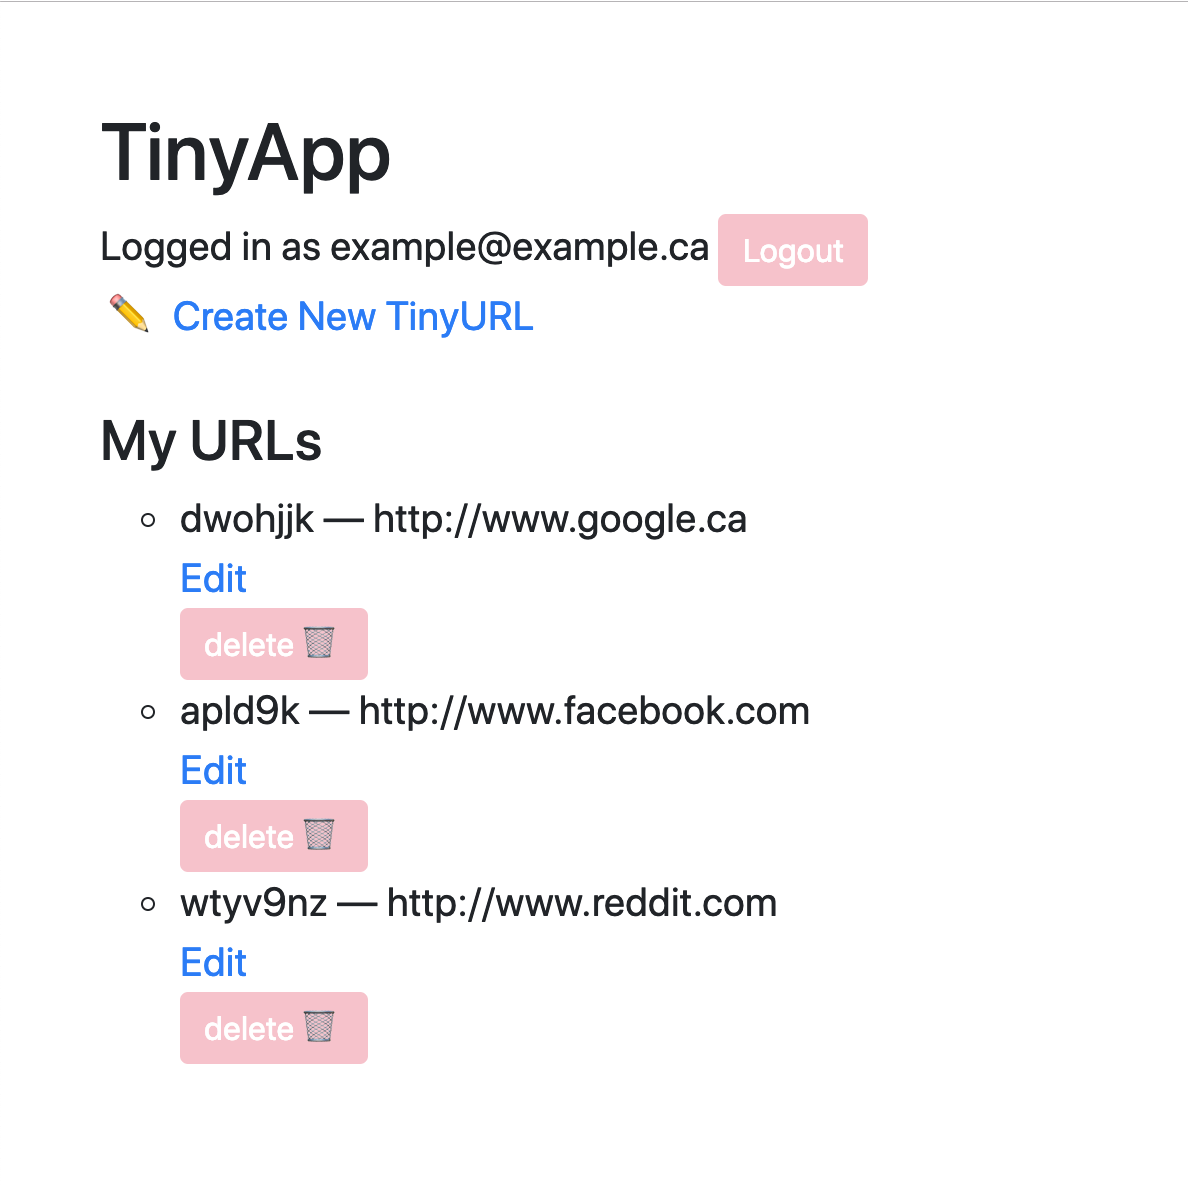 TinyApp
Logged in as example@example.ca Logout
✏️ Create New TinyURL
My URLs
dwohjjk — http://www.google.ca
Edit
delete 🗑️
apld9k — http://www.facebook.com
Edit
delete 🗑️
wtyv9nz — http://www.reddit.com
Edit
delete 🗑️